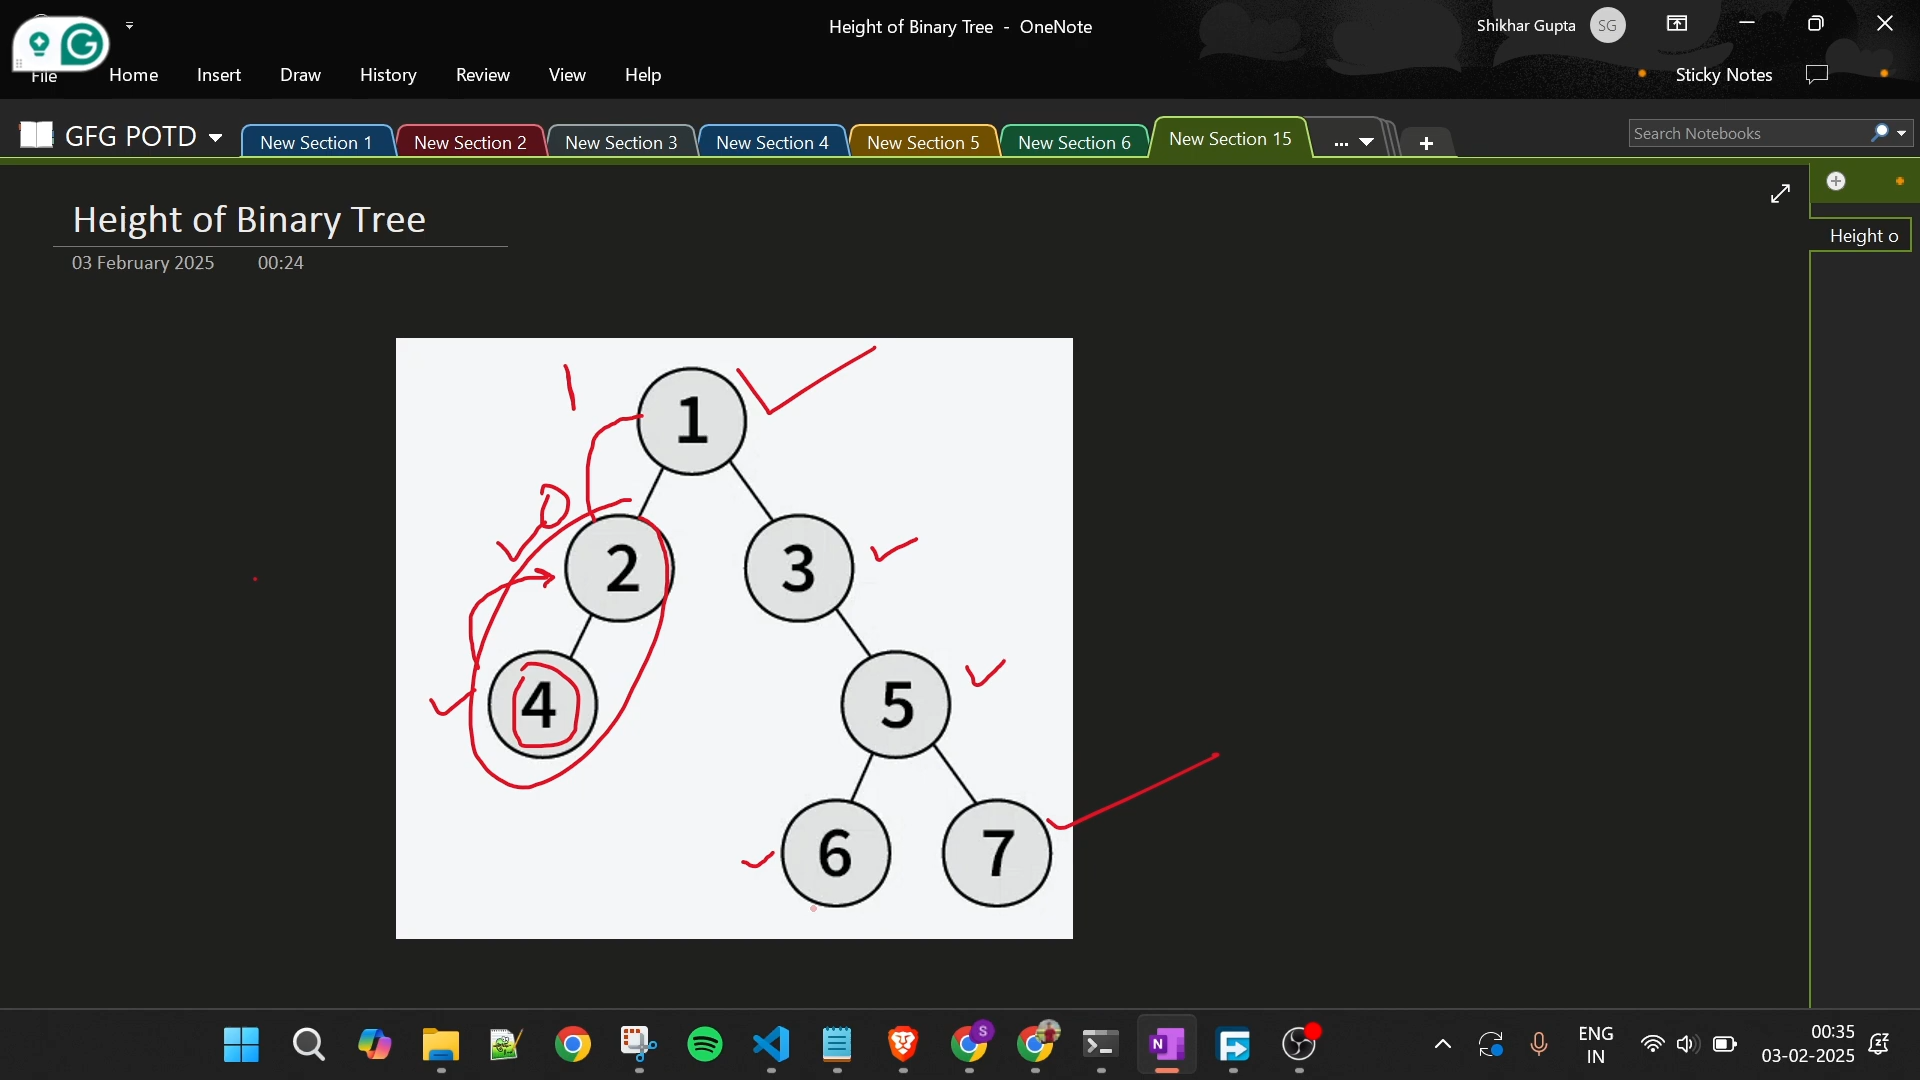 Height of Binary Tree - OneNote
Shikhar Gupta SG
File Home Insert Draw History Review View Help
Sticky Notes
GFG POTD New Section 1 New Section 2 New Section 3 New Section 4 New Section 5 New Section 6 New Section 15 ... +
Search Notebooks
Height of Binary Tree
Height o
03 February 2025 00:24
1
1
0
2 3
4 5
6 7
S
N
ENG
IN
00:35
03-02-2025